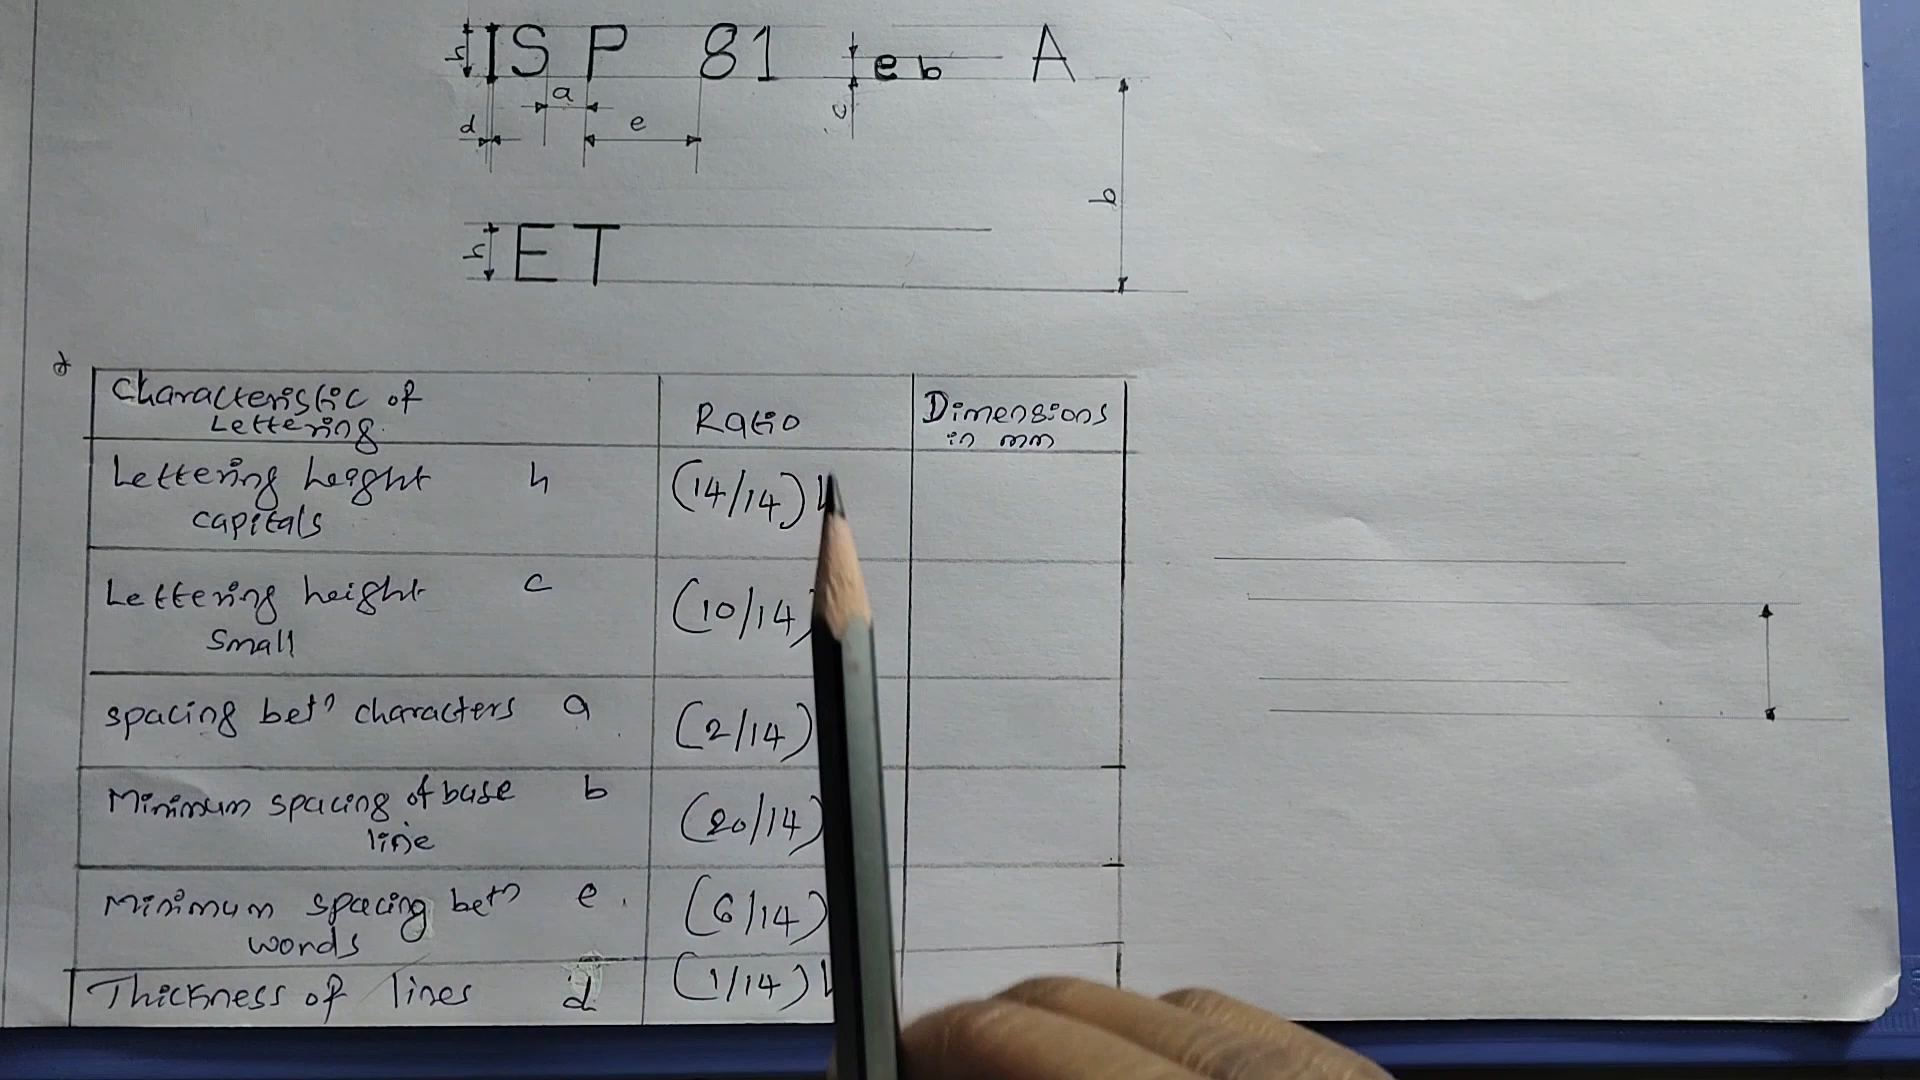 h ISP 81 eb A
a
c
d e
b
h ET
Characteristic of Ratio Dimensions
Lettering. in mm
Lettering height h (14/14) h
capitals
Lettering height c (10/14)
Small
spacing betn characters a (2/14)
Minimum spacing of base b (20/14)
line
Minimum spacing betn e. (6/14)
words
Thickness of lines d (1/14) h